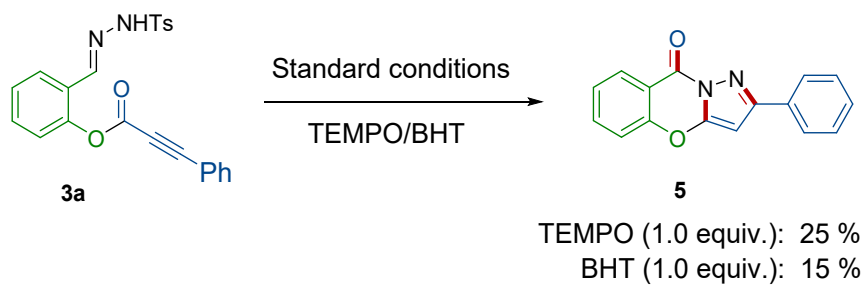 NHTs
N
O
O
Ph
3a
Standard conditions
TEMPO/BHT
O
N
N
O
5
TEMPO (1.0 equiv.): 25 %
BHT (1.0 equiv.): 15 %